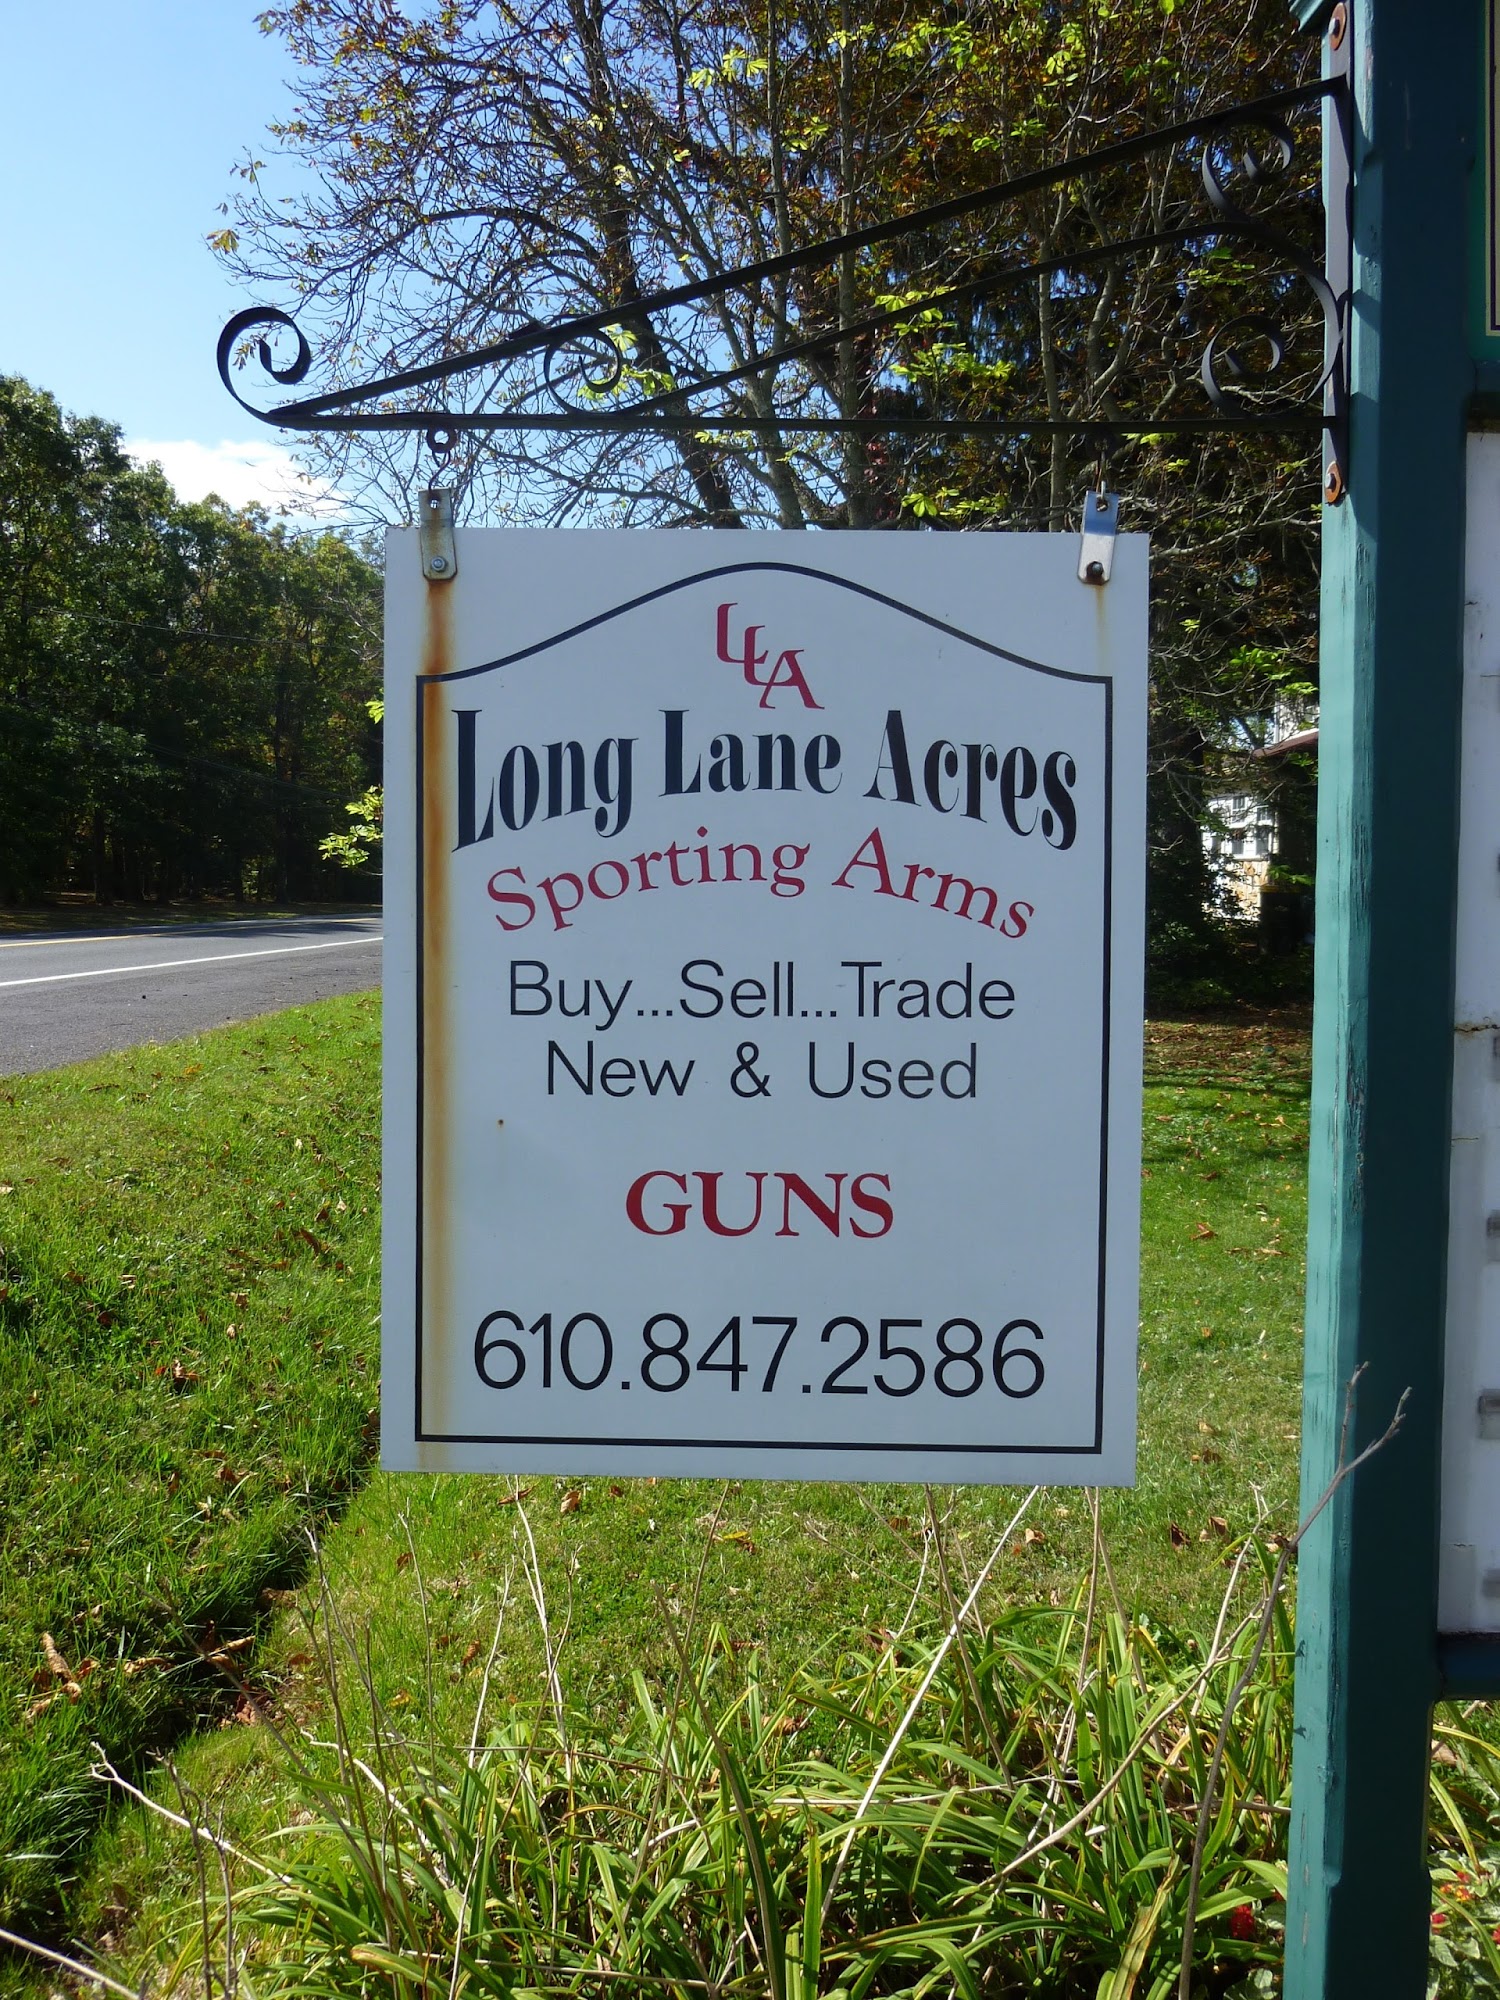 LLA
Long Lane Acres
Sporting Arms
Buy...Sell...Trade
New & Used
GUNS
610.847.2586